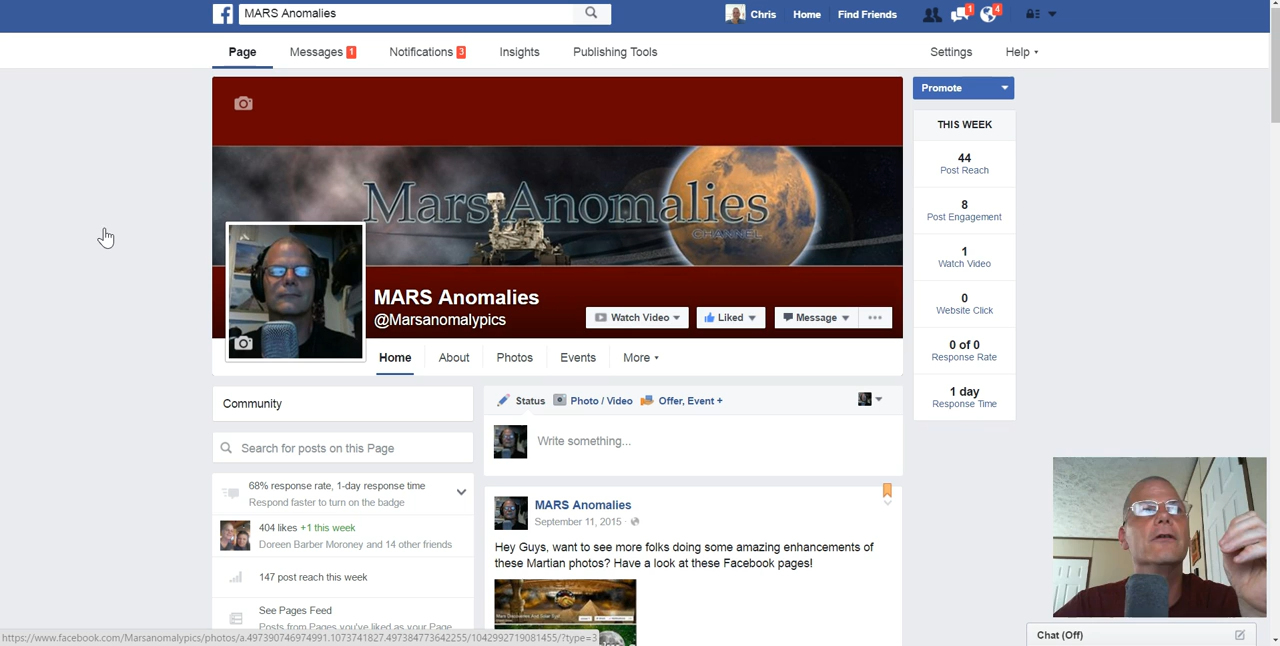 MARS Anomalies
Chris
Home
Find Friends
1
4
Page
Messages 1
Notifications 3
Insights
Publishing Tools
Settings
Help
Mars Anomalies
CHANNEL
MARS Anomalies
@Marsanomalypics
Watch Video
Liked
Message
Home
About
Photos
Events
More
Promote
THIS WEEK
44
Post Reach
8
Post Engagement
1
Watch Video
0
Website Click
0 of 0
Response Rate
1 day
Response Time
Community
Search for posts on this Page
68% response rate, 1-day response time
Respond faster to turn on the badge
404 likes +1 this week
Doreen Barber Moroney and 14 other friends
147 post reach this week
See Pages Feed
Posts from Pages you've liked as your Page
Status
Photo / Video
Offer, Event +
Write something...
MARS Anomalies
September 11, 2015
Hey Guys, want to see more folks doing some amazing enhancements of
these Martian photos? Have a look at these Facebook pages!
https://www.facebook.com/Marsanomalypics/photos/a.497390746974991.1073741827.497384773642255/1042992719081455/?type=3
Chat (Off)